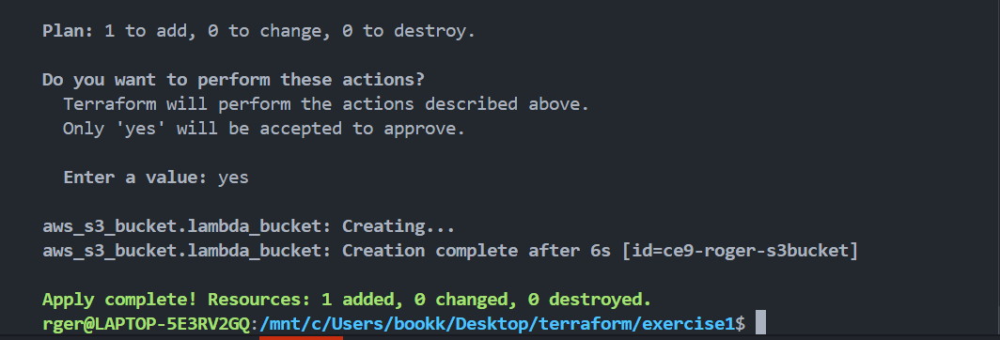 Plan: 1 to add, 0 to change, 0 to destroy.
Do you want to perform these actions?
Terraform will perform the actions described above.
Only 'yes' will be accepted to approve.
Enter a value: yes
aws_s3_bucket.lambda_bucket: Creating...
aws_s3_bucket.lambda_bucket: Creation complete after 6s [id=ce9-roger-s3bucket]
Apply complete! Resources: 1 added, 0 changed, 0 destroyed.
rger@LAPTOP-5E3RV2GQ:/mnt/c/Users/bookk/Desktop/terraform/exercise1$